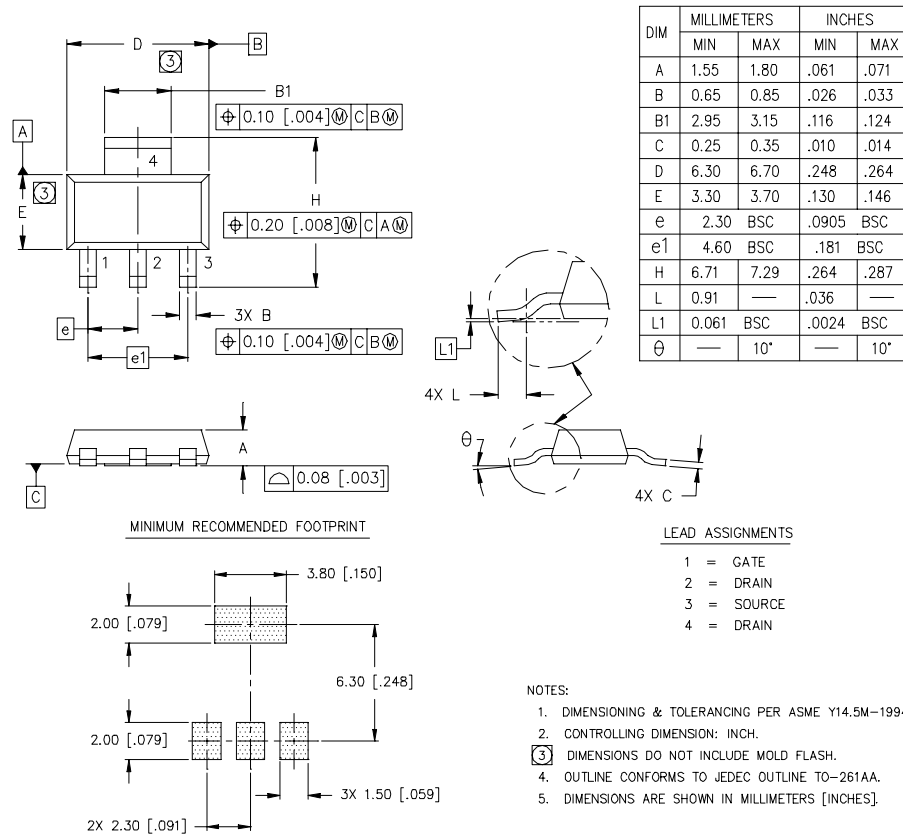 D
B
3
B1
⌖ 0.10 [.004]Ⓜ C BⓂ
A
4
3
E
H
⌖ 0.20 [.008]Ⓜ C AⓂ
1 2 3
e
3X B
e1
⌖ 0.10 [.004]Ⓜ C BⓂ
L1
4X L
DIM MILLIMETERS INCHES
MIN MAX MIN MAX
A 1.55 1.80 .061 .071
B 0.65 0.85 .026 .033
B1 2.95 3.15 .116 .124
C 0.25 0.35 .010 .014
D 6.30 6.70 .248 .264
E 3.30 3.70 .130 .146
e 2.30 BSC .0905 BSC
e1 4.60 BSC .181 BSC
H 6.71 7.29 .264 .287
L 0.91 — .036 —
L1 0.061 BSC .0024 BSC
θ — 10° — 10°
A
C
⌓ 0.08 [.003]
θ
4X C
MINIMUM RECOMMENDED FOOTPRINT
3.80 [.150]
2.00 [.079]
6.30 [.248]
2.00 [.079]
3X 1.50 [.059]
2X 2.30 [.091]
LEAD ASSIGNMENTS
1 = GATE
2 = DRAIN
3 = SOURCE
4 = DRAIN
NOTES:
1. DIMENSIONING & TOLERANCING PER ASME Y14.5M-1994
2. CONTROLLING DIMENSION: INCH.
3 DIMENSIONS DO NOT INCLUDE MOLD FLASH.
4. OUTLINE CONFORMS TO JEDEC OUTLINE TO-261AA.
5. DIMENSIONS ARE SHOWN IN MILLIMETERS [INCHES].